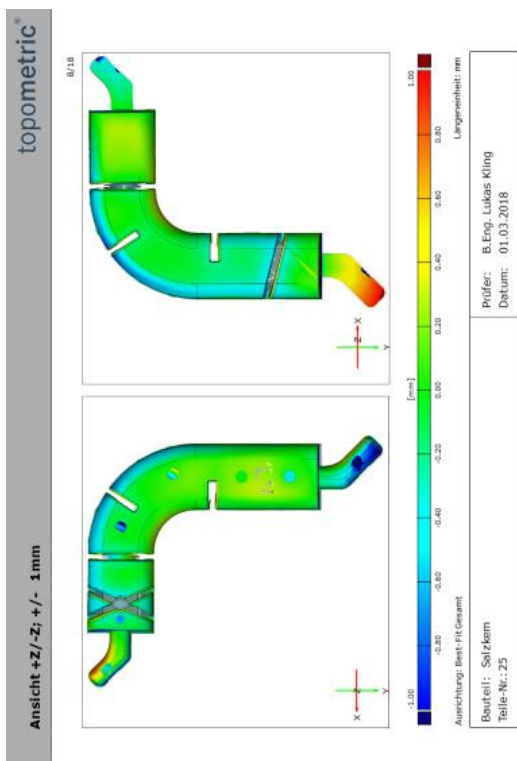 Ansicht +Z/-Z; +/- 1mm
topometric®
8/18
Z
X
Y
Z
X
Y
[mm]
-1.00
-0.80
-0.60
-0.40
-0.20
0.00
0.20
0.40
0.60
0.80
1.00
Ausrichtung: Best-Fit Gesamt
Längeneinheit: mm
Bauteil: Salzkern
Teile-Nr.: 25
Prüfer: B.Eng. Lukas Kling
Datum: 01.03.2018